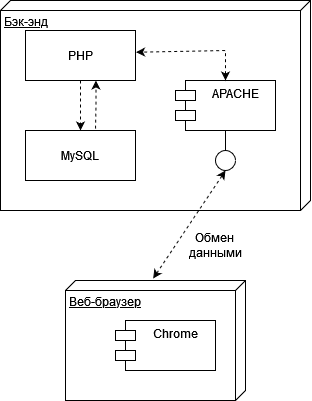 Бэк-энд
PHP
APACHE
MySQL
Обмен
данными
Веб-браузер
Chrome